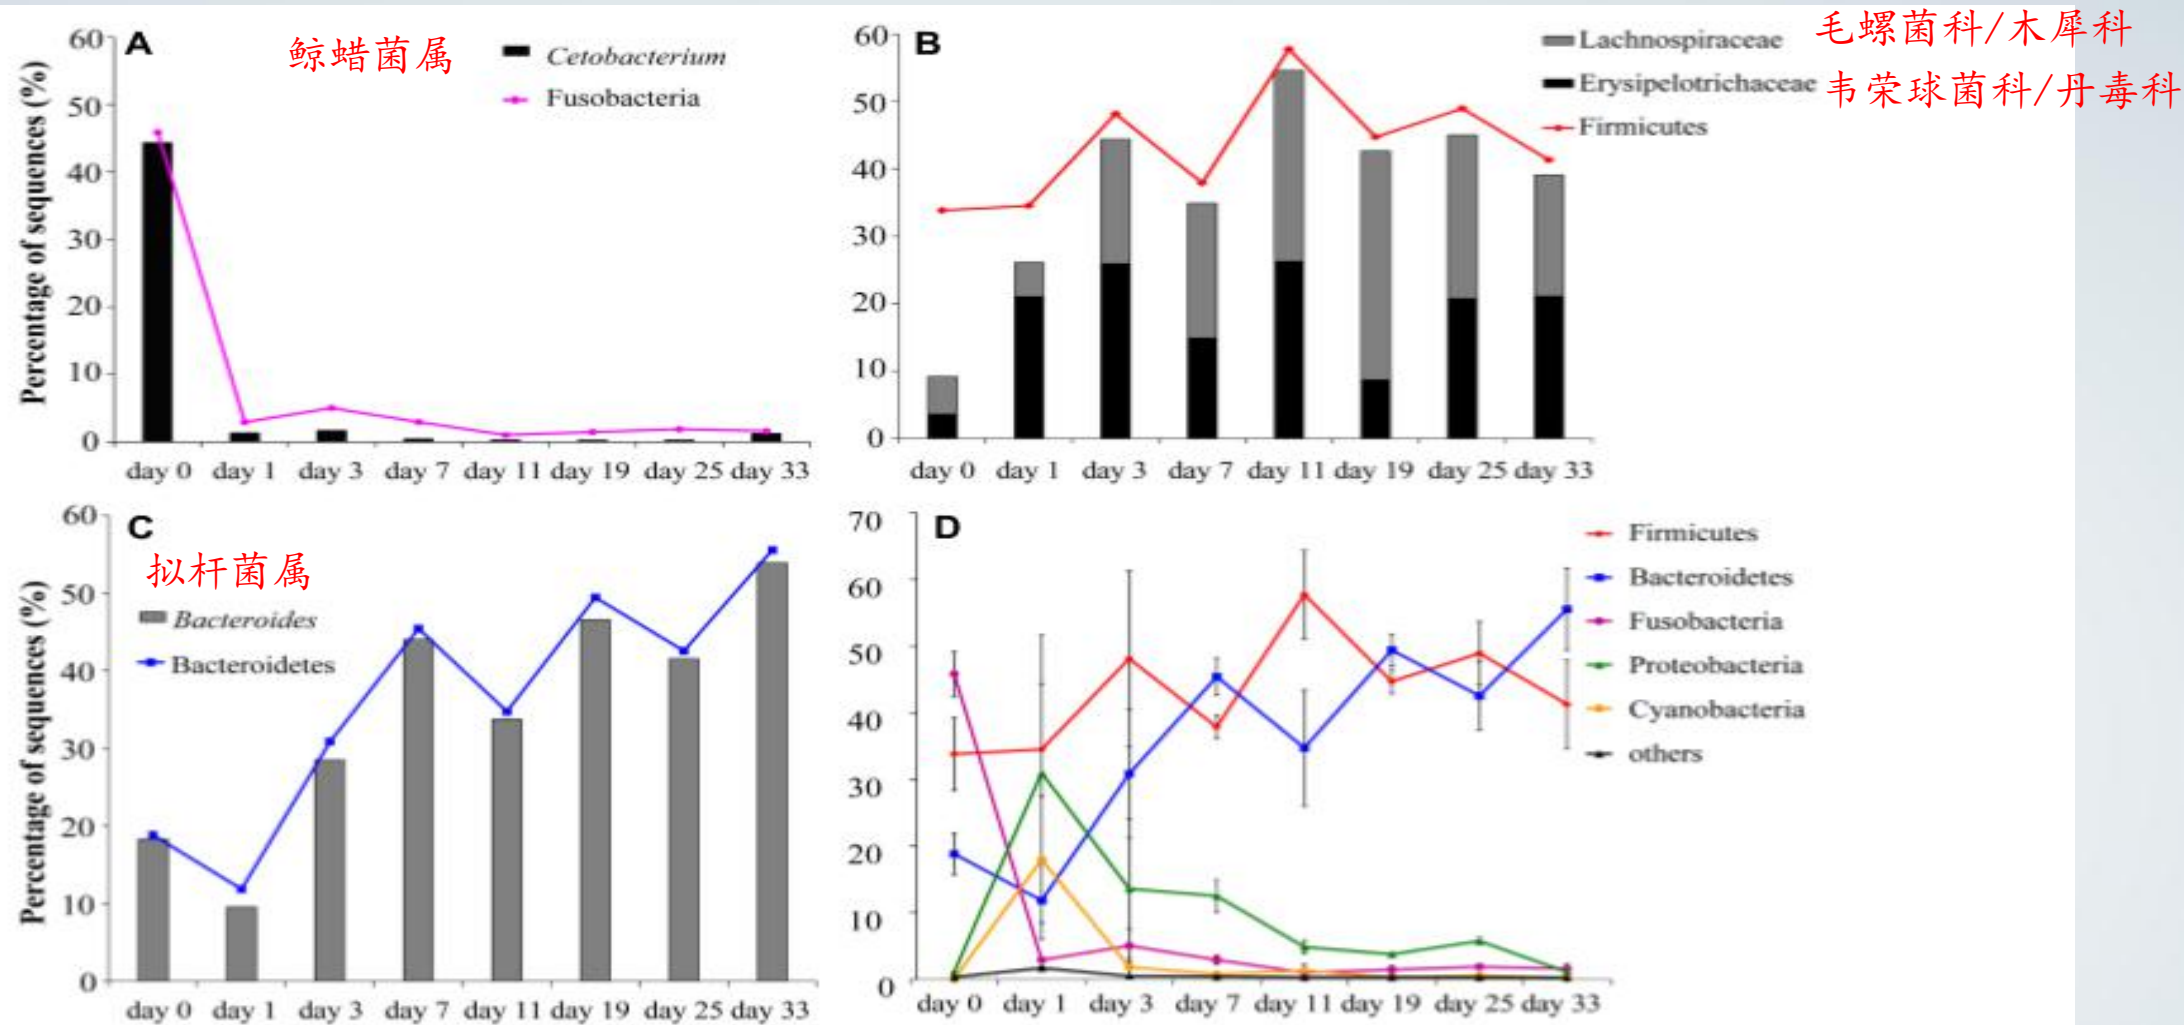 A
鲸蜡菌属
Cetobacterium
Fusobacteria
Percentage of sequences (%)
60
50
40
30
20
10
0
day 0 day 1 day 3 day 7 day 11 day 19 day 25 day 33
B
Lachnospiraceae 毛螺菌科/木犀科
Erysipelotrichaceae 韦荣球菌科/丹毒科
Firmicutes
60
50
40
30
20
10
0
day 0 day 1 day 3 day 7 day 11 day 19 day 25 day 33
C
拟杆菌属
Bacteroides
Bacteroidetes
Percentage of sequences (%)
60
50
40
30
20
10
0
day 0 day 1 day 3 day 7 day 11 day 19 day 25 day 33
D
Firmicutes
Bacteroidetes
Fusobacteria
Proteobacteria
Cyanobacteria
others
70
60
50
40
30
20
10
0
day 0 day 1 day 3 day 7 day 11 day 19 day 25 day 33